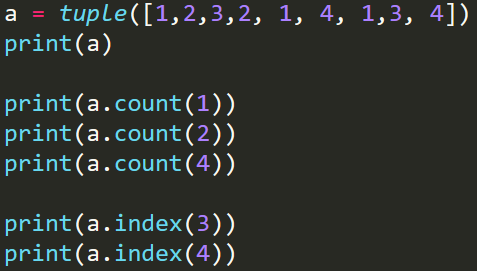 a = tuple([1,2,3,2, 1, 4, 1,3, 4])
print(a)
print(a.count(1))
print(a.count(2))
print(a.count(4))
print(a.index(3))
print(a.index(4))